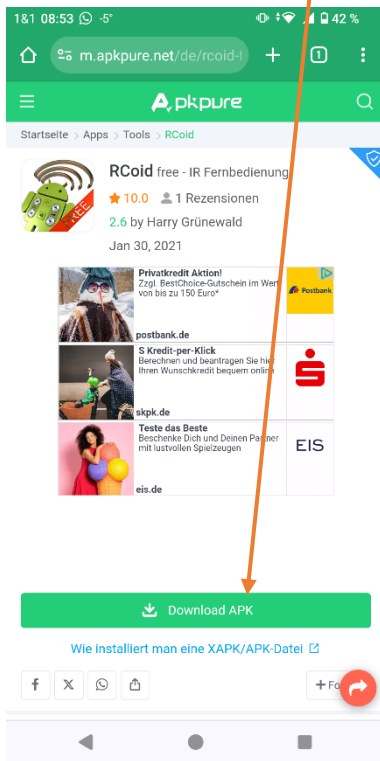 1&1 08:53 -5° 42 %
m.apkpure.net/de/rcoid-f
1
pkpure
Startseite > Apps > Tools > RCoid
RCoid free - IR Fernbedienung
10.0 1 Rezensionen
2.6 by Harry Grünewald
Jan 30, 2021
FREE
Privatkredit Aktion!
Zzgl. BestChoice-Gutschein im Wert
von bis zu 150 Euro*
postbank.de
Postbank
S Kredit-per-Klick
Berechnen und beantragen Sie hier
Ihren Wunschkredit bequem online
skpk.de
Teste das Beste
Beschenke Dich und Deinen Partner
mit lustvollen Spielzeugen
eis.de
EIS
Download APK
Wie installiert man eine XAPK/APK-Datei
+ Fo